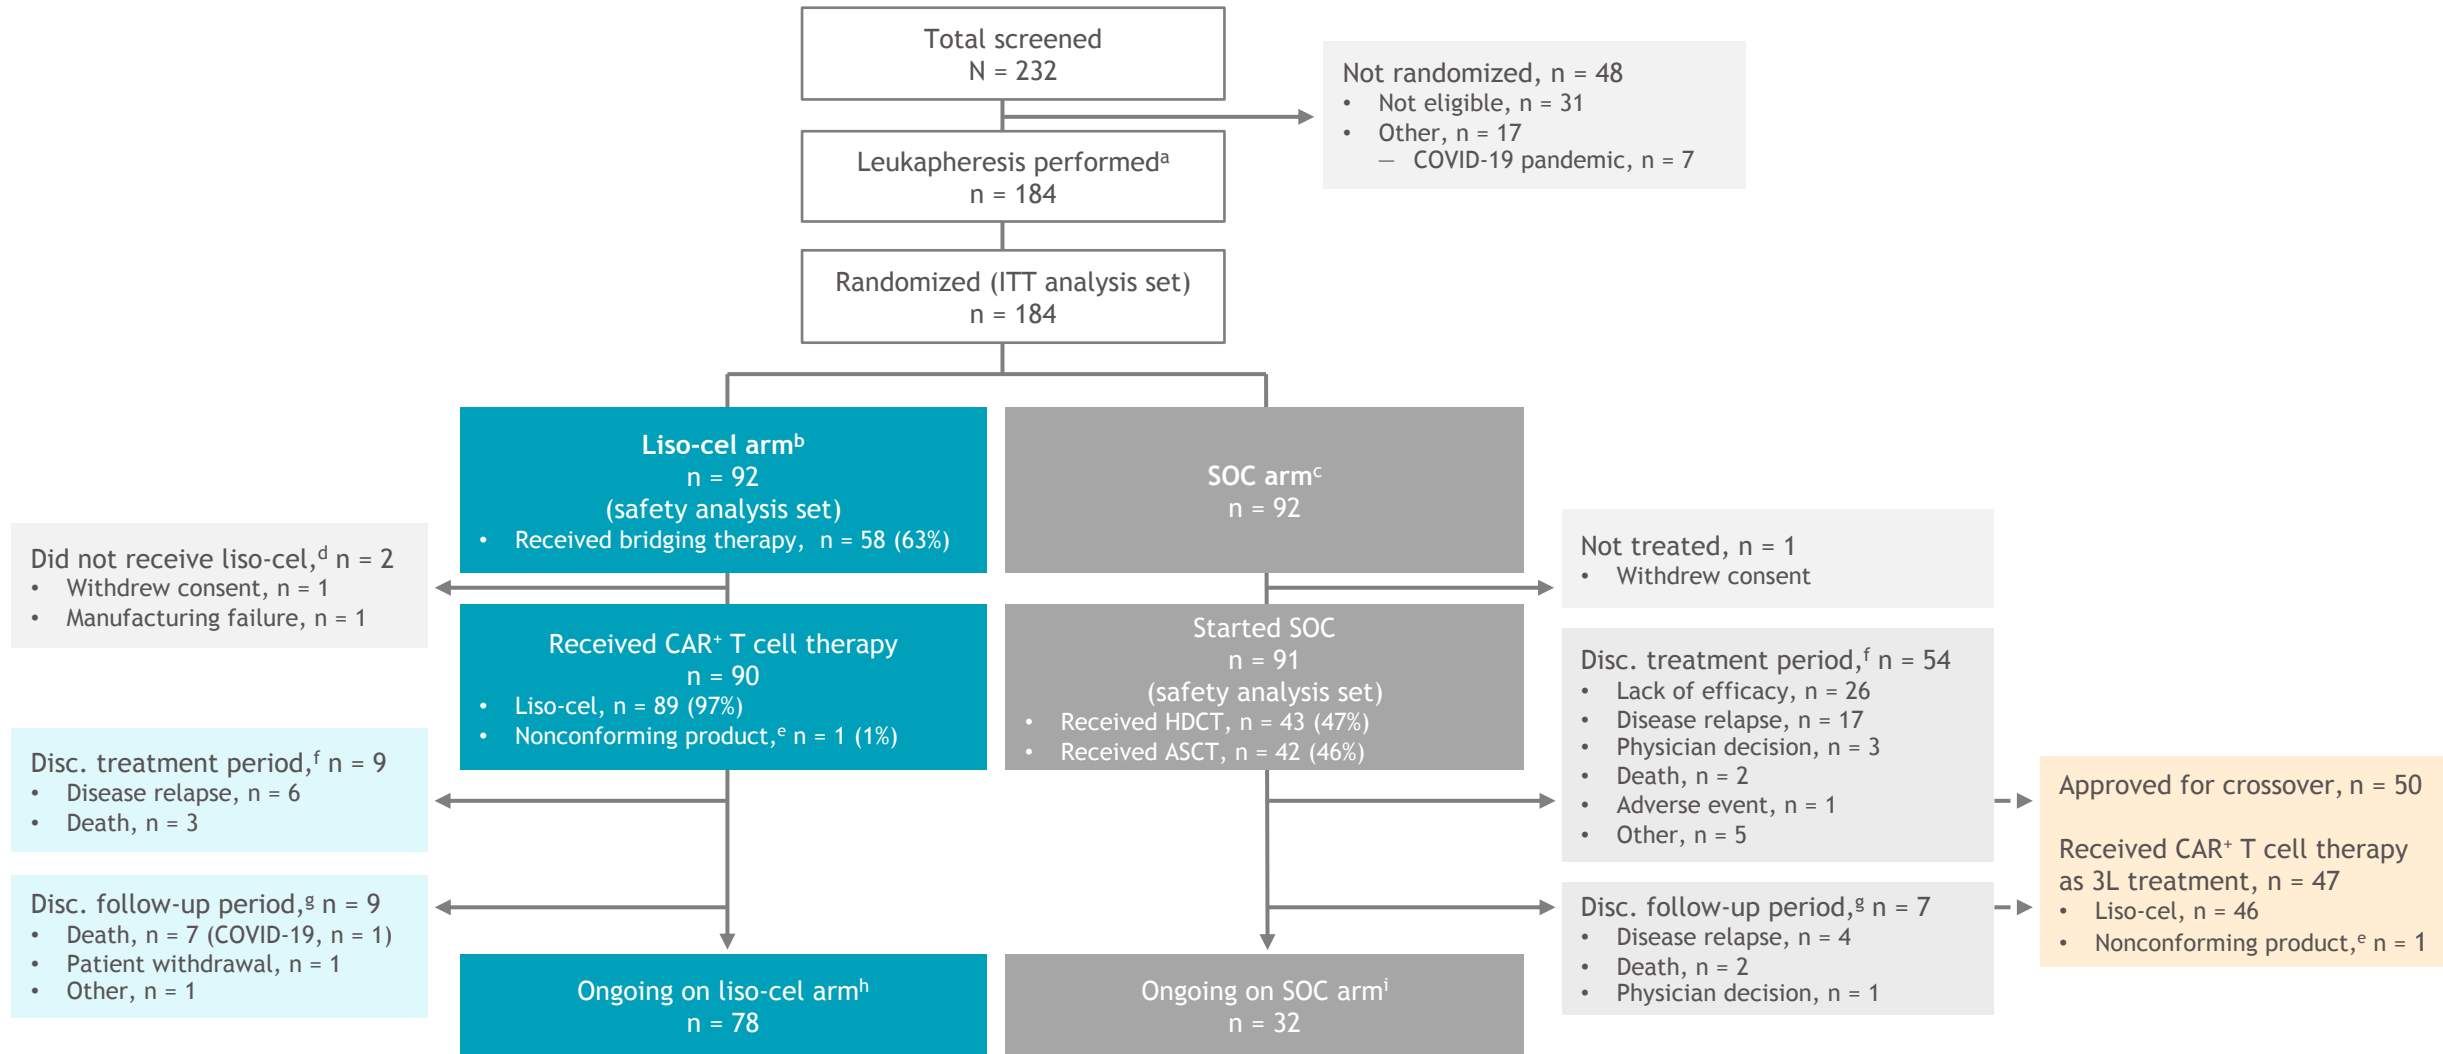 Total screened
N = 232
Not randomized, n = 48
• Not eligible, n = 31
• Other, n = 17
— COVID-19 pandemic, n = 7
Leukapheresis performedᵃ
n = 184
Randomized (ITT analysis set)
n = 184
Liso-cel armᵇ
n = 92
(safety analysis set)
• Received bridging therapy, n = 58 (63%)
SOC armᶜ
n = 92
Did not receive liso-cel,ᵈ n = 2
• Withdrew consent, n = 1
• Manufacturing failure, n = 1
Not treated, n = 1
• Withdrew consent
Received CAR⁺ T cell therapy
n = 90
• Liso-cel, n = 89 (97%)
• Nonconforming product,ᵉ n = 1 (1%)
Started SOC
n = 91
(safety analysis set)
• Received HDCT, n = 43 (47%)
• Received ASCT, n = 42 (46%)
Disc. treatment period,ᶠ n = 9
• Disease relapse, n = 6
• Death, n = 3
Disc. treatment period,ᶠ n = 54
• Lack of efficacy, n = 26
• Disease relapse, n = 17
• Physician decision, n = 3
• Death, n = 2
• Adverse event, n = 1
• Other, n = 5
Approved for crossover, n = 50
Received CAR⁺ T cell therapy
as 3L treatment, n = 47
• Liso-cel, n = 46
• Nonconforming product,ᵉ n = 1
Disc. follow-up period,ᵍ n = 9
• Death, n = 7 (COVID-19, n = 1)
• Patient withdrawal, n = 1
• Other, n = 1
Disc. follow-up period,ᵍ n = 7
• Disease relapse, n = 4
• Death, n = 2
• Physician decision, n = 1
Ongoing on liso-cel armʰ
n = 78
Ongoing on SOC armⁱ
n = 32